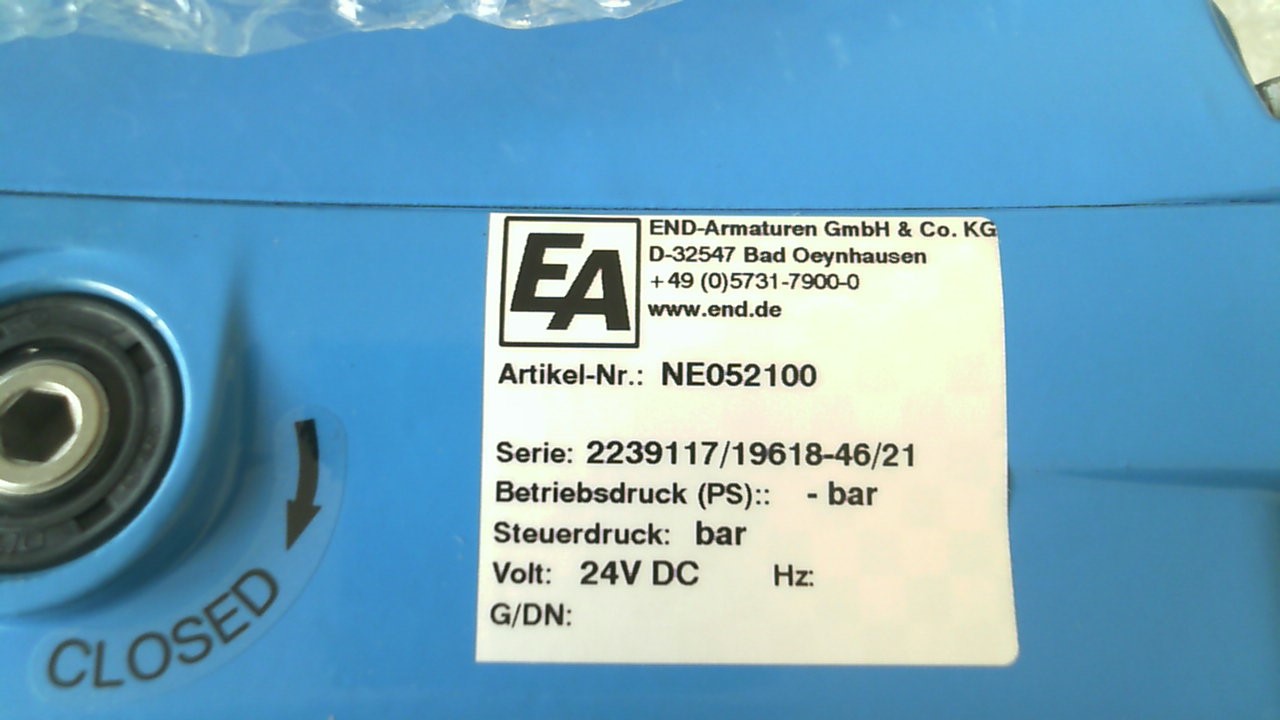 EA
END-Armaturen GmbH & Co. KG
D-32547 Bad Oeynhausen
+49 (0)5731-7900-0
www.end.de
Artikel-Nr.: NE052100
Serie: 2239117/19618-46/21
Betriebsdruck (PS):: - bar
Steuerdruck: bar
Volt: 24V DC Hz:
G/DN:
CLOSED